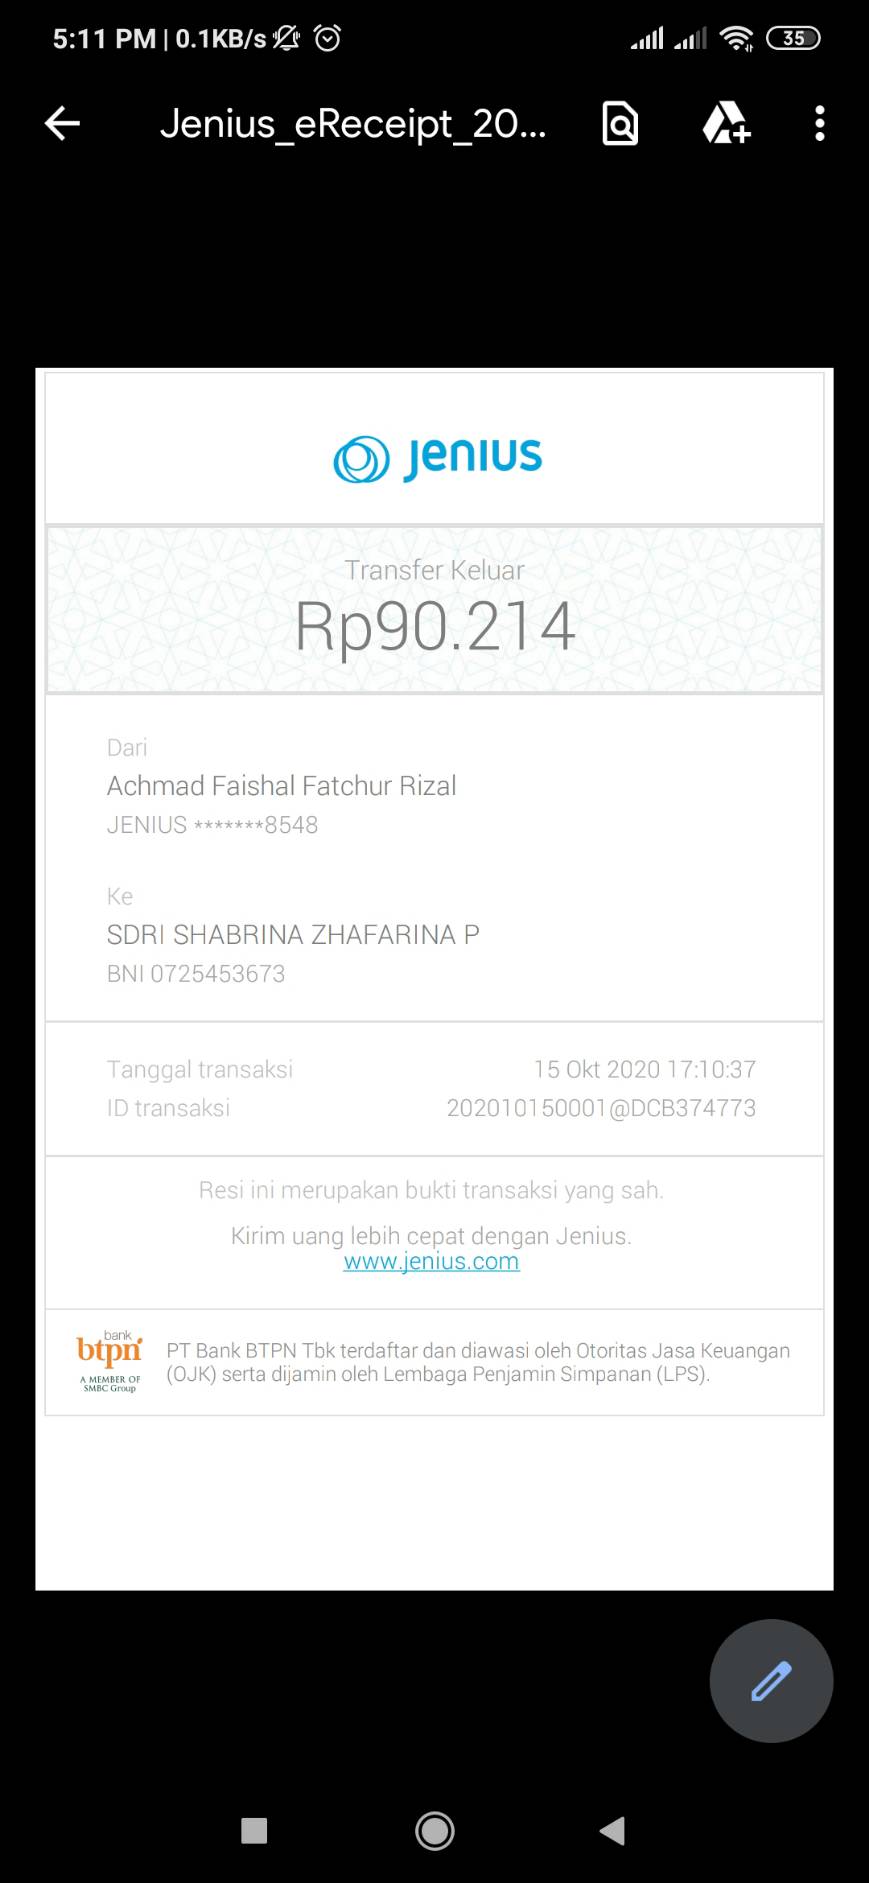 5:11 PM | 0.1KB/s
35
Jenius_eReceipt_20...
jenius
Transfer Keluar
Rp90.214
Dari
Achmad Faishal Fatchur Rizal
JENIUS *******8548
Ke
SDRI SHABRINA ZHAFARINA P
BNI 0725453673
Tanggal transaksi 15 Okt 2020 17:10:37
ID transaksi 202010150001@DCB374773
Resi ini merupakan bukti transaksi yang sah.
Kirim uang lebih cepat dengan Jenius.
www.jenius.com
bank
btpn
A MEMBER OF
SMBC Group
PT Bank BTPN Tbk terdaftar dan diawasi oleh Otoritas Jasa Keuangan
(OJK) serta dijamin oleh Lembaga Penjamin Simpanan (LPS).